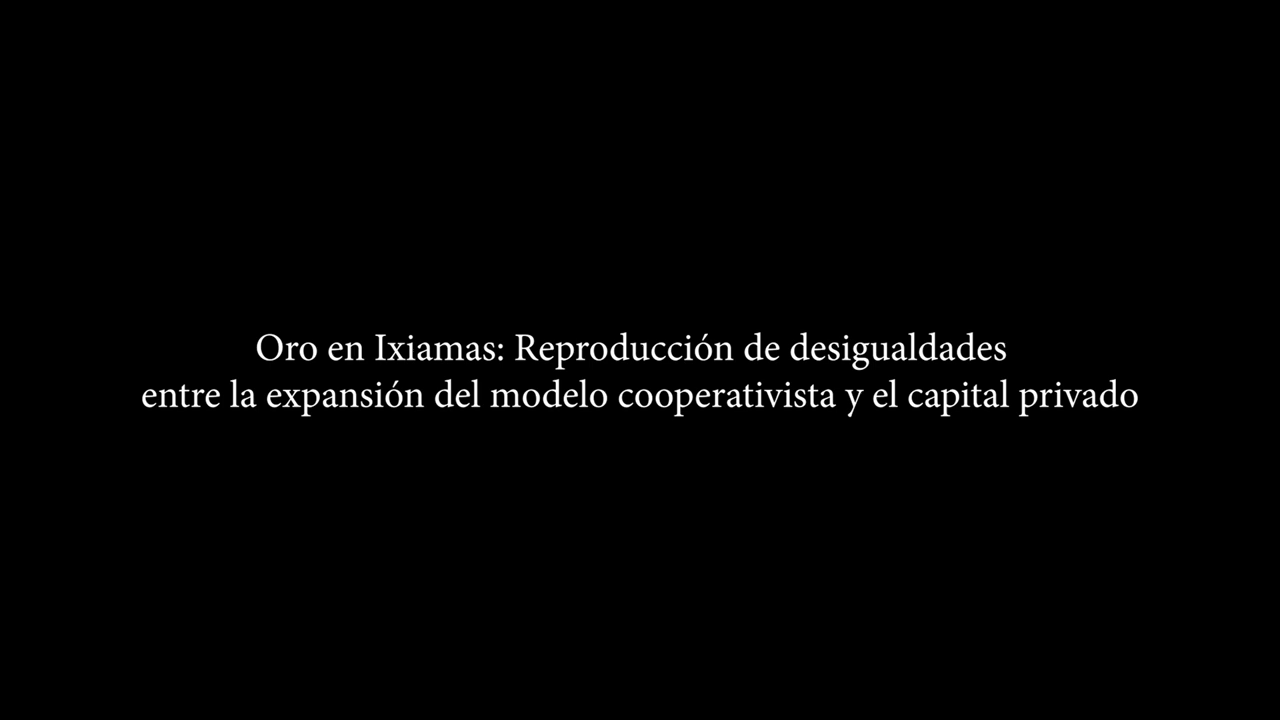 Oro en Ixiamas: Reproducción de desigualdades
entre la expansión del modelo cooperativista y el capital privado